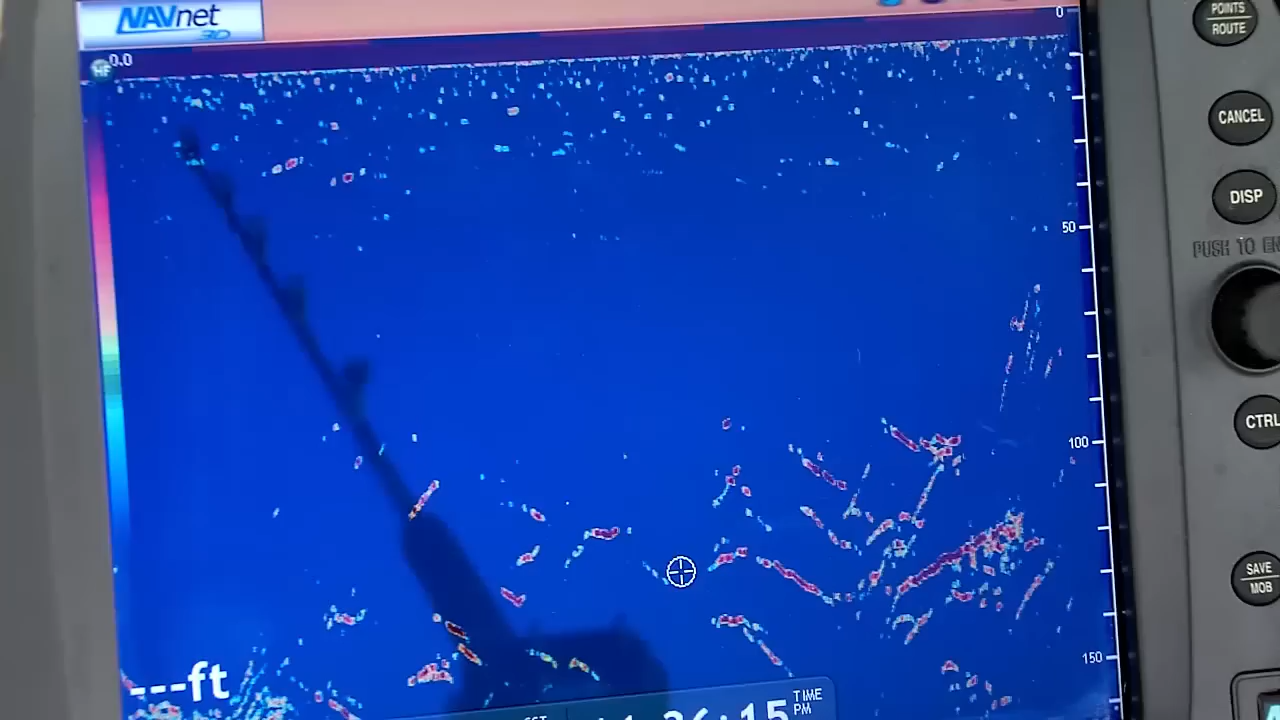 NAVnet
3D
0.0
HF
0
50
100
150
---ft
:15
TIME
PM
POINTS
ROUTE
CANCEL
DISP
PUSH TO
CTRL
SAVE
MOB